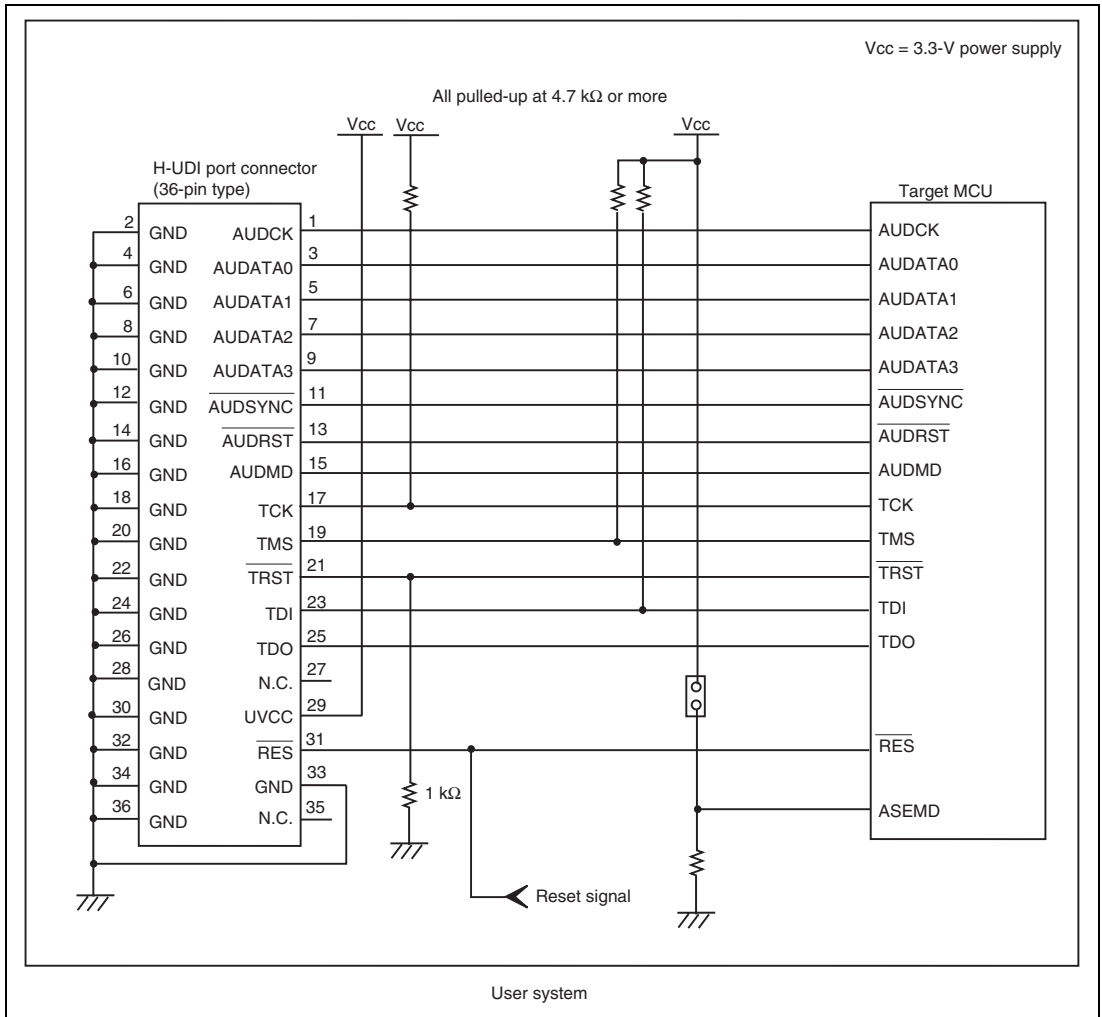 Vcc = 3.3-V power supply
All pulled-up at 4.7 kΩ or more
Vcc Vcc Vcc
H-UDI port connector
(36-pin type)
Target MCU
2 GND AUDCK 1 AUDCK
4 GND AUDATA0 3 AUDATA0
6 GND AUDATA1 5 AUDATA1
8 GND AUDATA2 7 AUDATA2
10 GND AUDATA3 9 AUDATA3
12 GND AUDSYNC 11 AUDSYNC
14 GND AUDRST 13 AUDRST
16 GND AUDMD 15 AUDMD
18 GND TCK 17 TCK
20 GND TMS 19 TMS
22 GND TRST 21 TRST
24 GND TDI 23 TDI
26 GND TDO 25 TDO
28 GND N.C. 27
30 GND UVCC 29
32 GND RES 31 RES
34 GND GND 33
1 kΩ
36 GND N.C. 35
ASEMD
Reset signal
User system